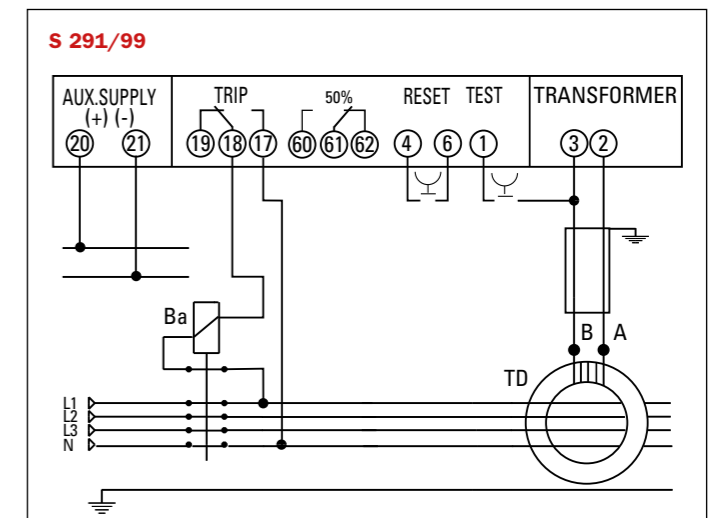 S 291/99
AUX.SUPPLY TRIP 50% RESET TEST TRANSFORMER
(+) (-)
20 21 19 18 17 60 61 62 4 6 1 3 2
Ba
B A
TD
L1
L2
L3
N